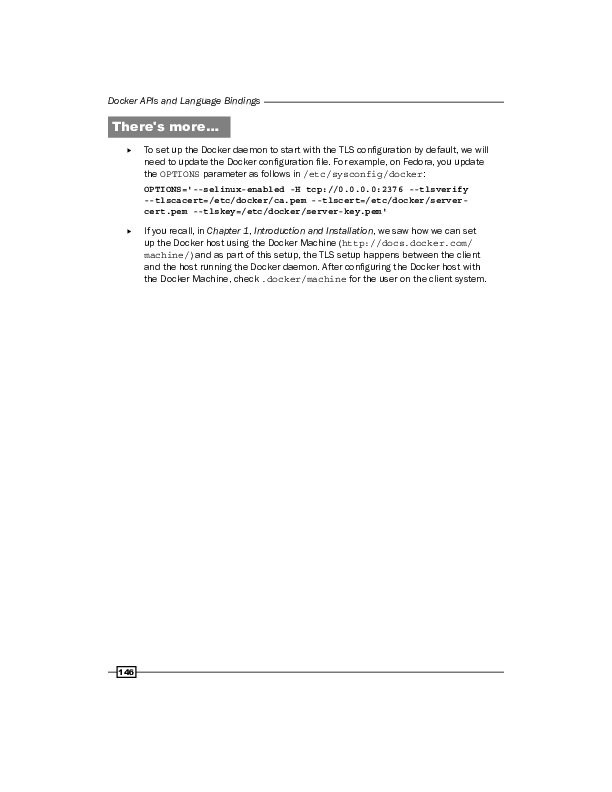 Docker APIs and Language Bindings
There's more...
► To set up the Docker daemon to start with the TLS configuration by default, we will
need to update the Docker configuration file. For example, on Fedora, you update
the OPTIONS parameter as follows in /etc/sysconfig/docker:
OPTIONS='--selinux-enabled -H tcp://0.0.0.0:2376 --tlsverify
--tlscacert=/etc/docker/ca.pem --tlscert=/etc/docker/server-
cert.pem --tlskey=/etc/docker/server-key.pem'
► If you recall, in Chapter 1, Introduction and Installation, we saw how we can set
up the Docker host using the Docker Machine (http://docs.docker.com/
machine/) and as part of this setup, the TLS setup happens between the client
and the host running the Docker daemon. After configuring the Docker host with
the Docker Machine, check .docker/machine for the user on the client system.
146